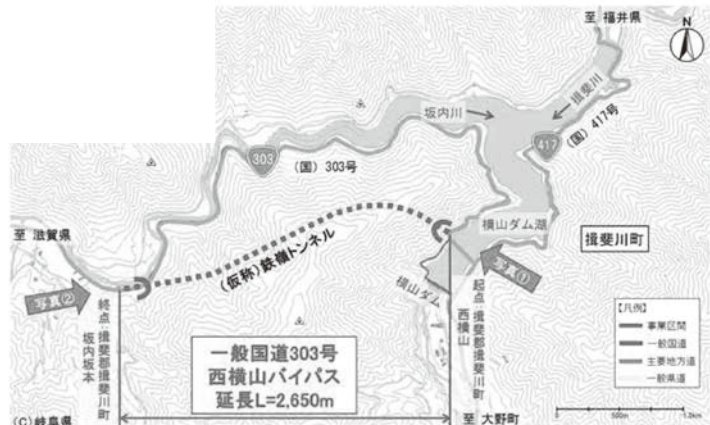 至 福井県
N
坂内川
揖斐川
417
(国) 417号
303
(国) 303号
横山ダム湖
揖斐川町
至 滋賀県
(仮称)鉄嶺トンネル
写真①
写真②
横山ダム
終点:揖斐郡揖斐川町
坂内坂本
起点:揖斐郡揖斐川町
西横山
【凡例】
事業区間
一般国道
主要地方道
一般県道
一般国道303号
西横山バイパス
延長L=2,650m
(C)岐阜県
至 大野町
0 500m 1.0km